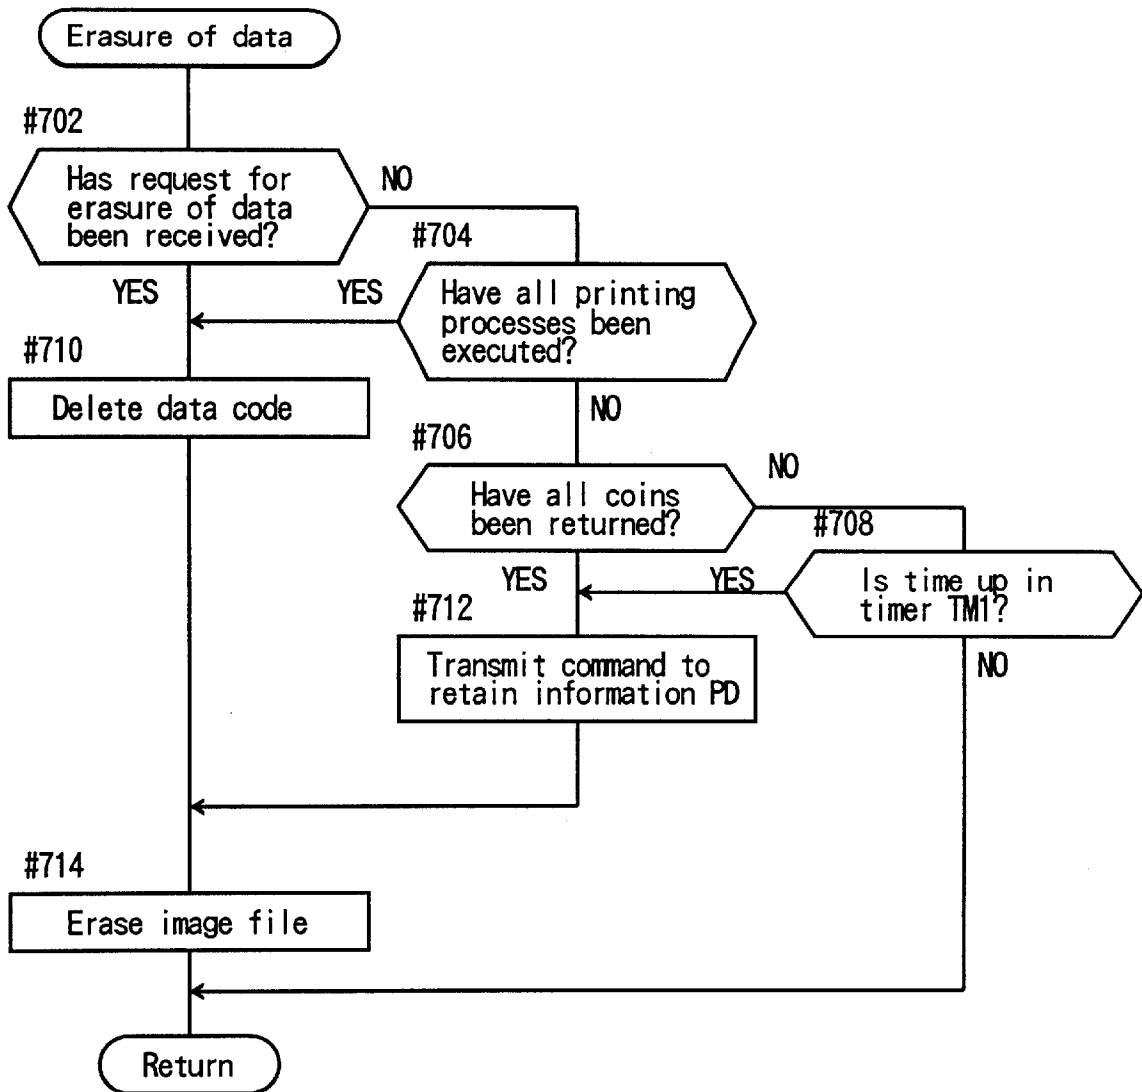 Erasure of data
#702
Has request for
erasure of data
been received?
NO
#704
YES
YES
Have all printing
processes been
executed?
#710
Delete data code
NO
#706
NO
Have all coins
been returned?
#708
YES
YES
Is time up in
timer TM1?
#712
NO
Transmit command to
retain information PD
#714
Erase image file
Return